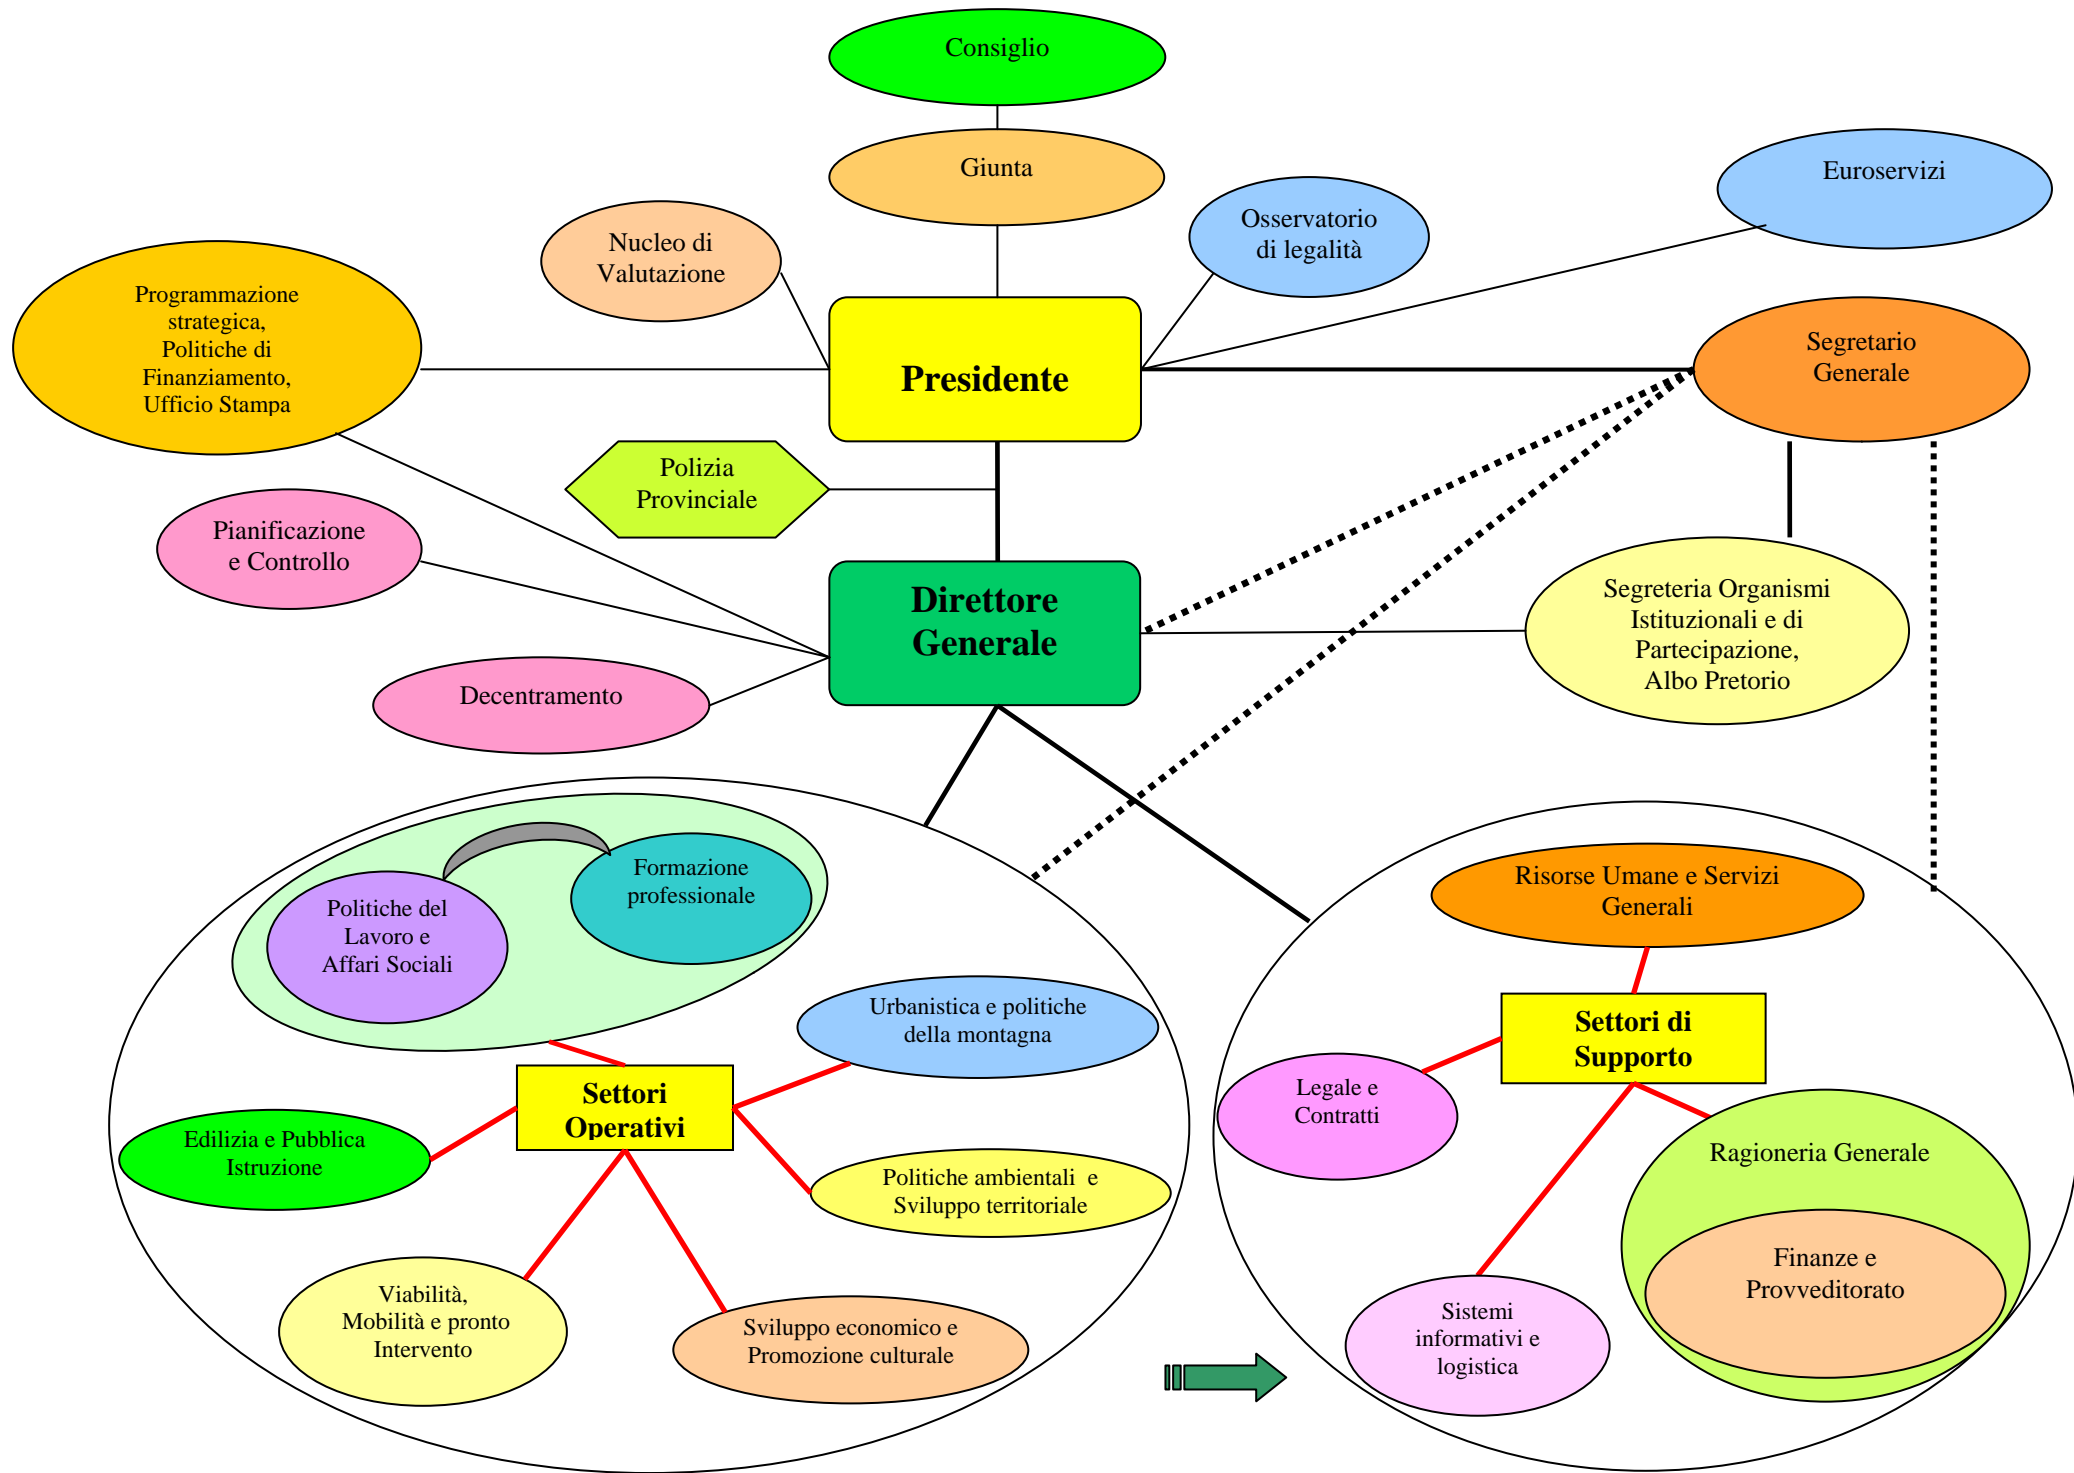 Consiglio
Giunta
Euroservizi
Osservatorio
di legalità
Nucleo di
Valutazione
Programmazione
strategica,
Politiche di
Finanziamento,
Ufficio Stampa
Presidente
Segretario
Generale
Polizia
Provinciale
Pianificazione
e Controllo
Direttore
Generale
Segreteria Organismi
Istituzionali e di
Partecipazione,
Albo Pretorio
Decentramento
Formazione
professionale
Politiche del
Lavoro e
Affari Sociali
Urbanistica e politiche
della montagna
Settori
Operativi
Edilizia e Pubblica
Istruzione
Politiche ambientali  e
Sviluppo territoriale
Viabilità,
Mobilità e pronto
Intervento
Sviluppo economico e
Promozione culturale
Risorse Umane e Servizi
Generali
Settori di
Supporto
Legale e
Contratti
Ragioneria Generale
Finanze e
Provveditorato
Sistemi
informativi e
logistica